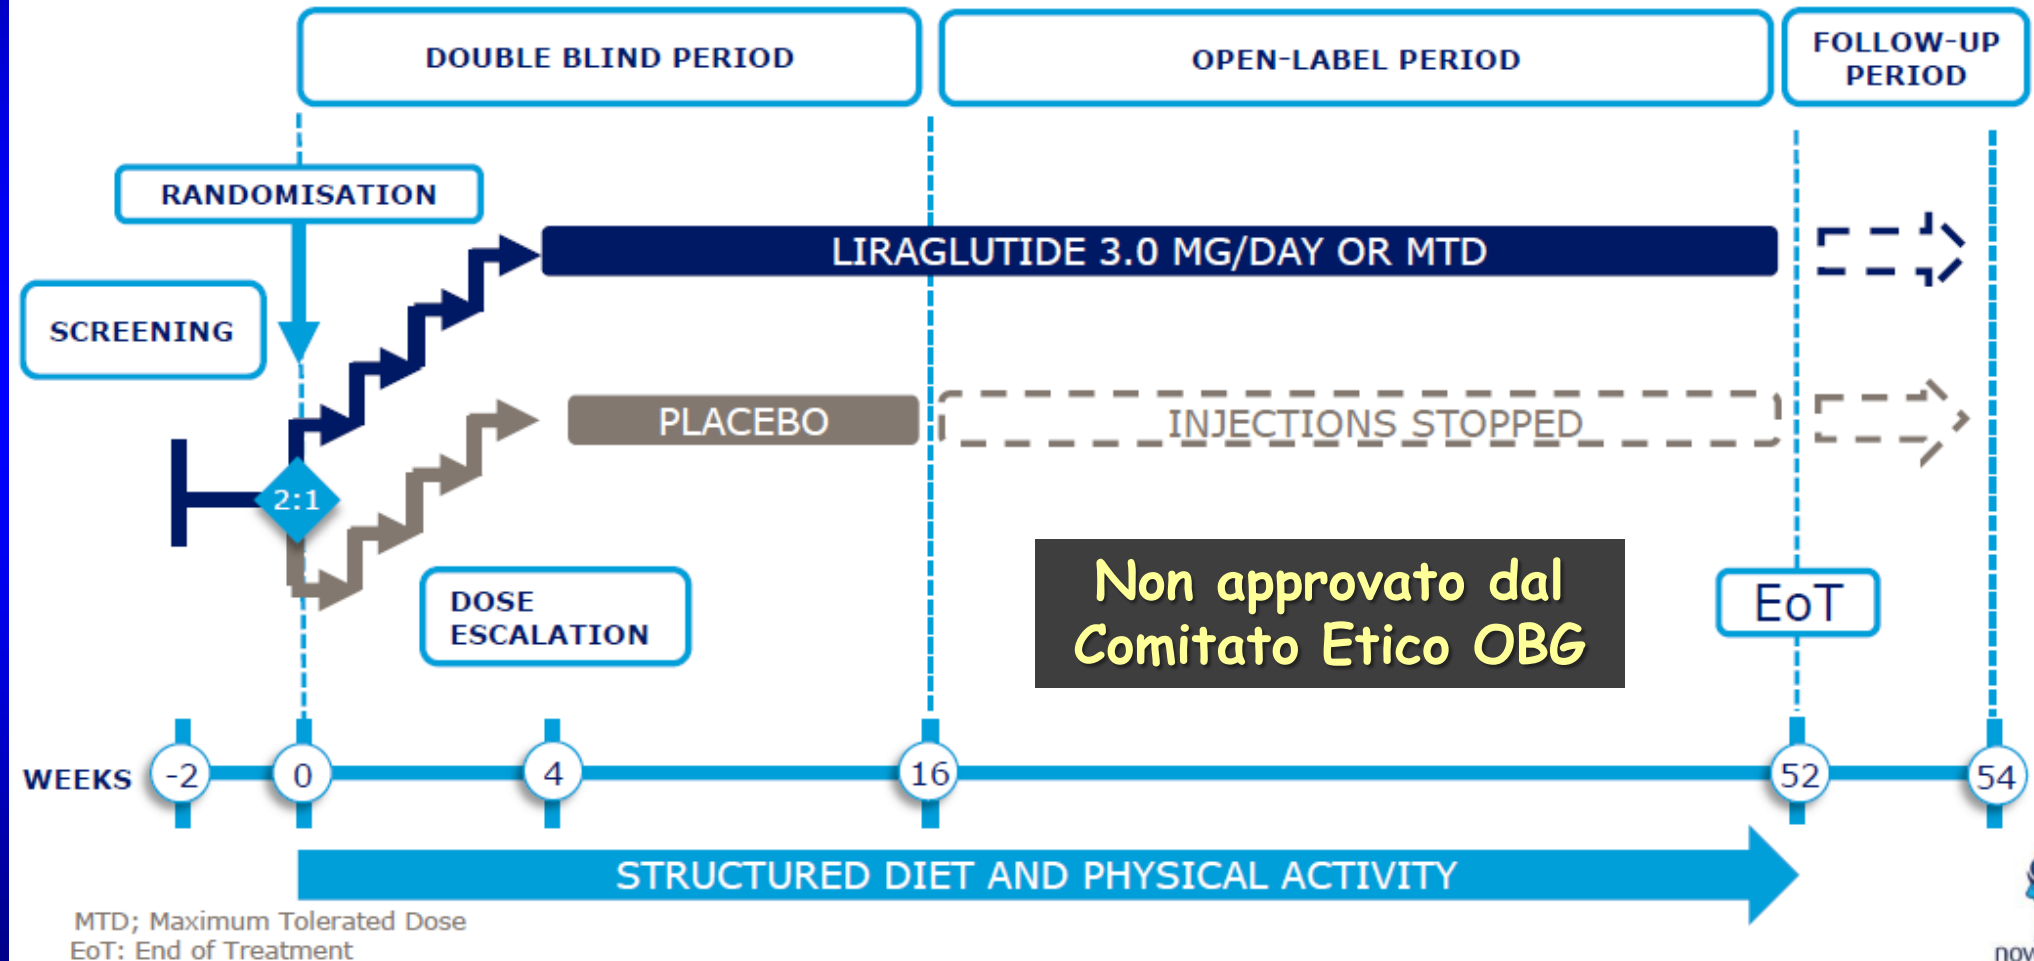 DOUBLE BLIND PERIOD
OPEN-LABEL PERIOD
FOLLOW-UP
PERIOD
RANDOMISATION
LIRAGLUTIDE 3.0 MG/DAY OR MTD
SCREENING
PLACEBO
INJECTIONS STOPPED
2:1
DOSE
ESCALATION
Non approvato dal
Comitato Etico OBG
EoT
WEEKS -2 0 4 16 52 54
STRUCTURED DIET AND PHYSICAL ACTIVITY
MTD; Maximum Tolerated Dose
EoT: End of Treatment